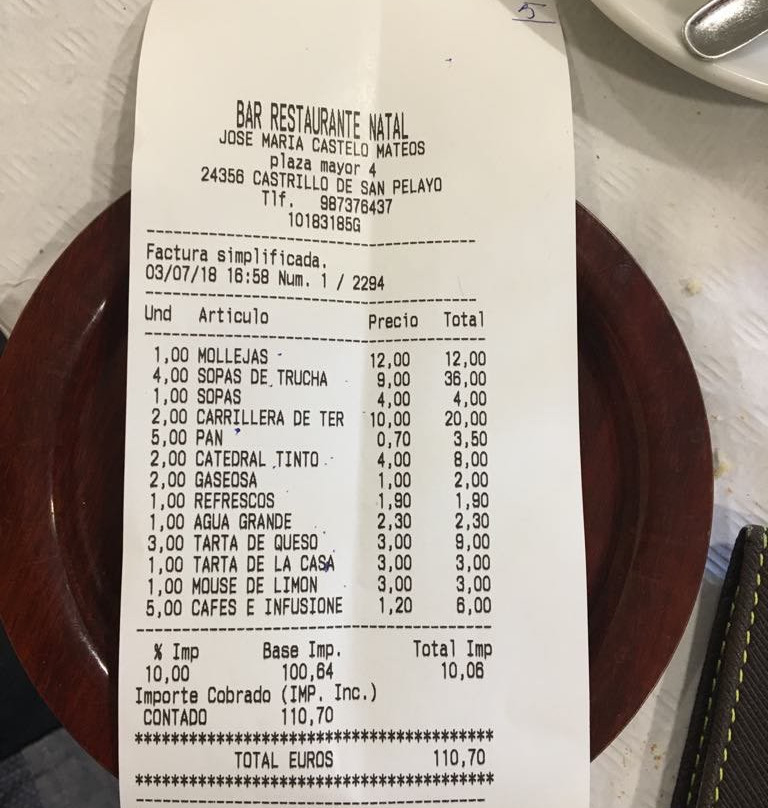 5
BAR RESTAURANTE NATAL
JOSE MARIA CASTELO MATEOS
plaza mayor 4
24356 CASTRILLO DE SAN PELAYO
Tlf. 987376437
10183185G
Factura simplificada.
03/07/18 16:58 Num. 1 / 2294
Und Articulo Precio Total
1,00 MOLLEJAS 12,00 12,00
4,00 SOPAS DE TRUCHA 9,00 36,00
1,00 SOPAS 4,00 4,00
2,00 CARRILLERA DE TER 10,00 20,00
5,00 PAN 0,70 3,50
2,00 CATEDRAL TINTO 4,00 8,00
2,00 GASEOSA 1,00 2,00
1,00 REFRESCOS 1,90 1,90
1,00 AGUA GRANDE 2,30 2,30
3,00 TARTA DE QUESO 3,00 9,00
1,00 TARTA DE LA CASA 3,00 3,00
1,00 MOUSE DE LIMON 3,00 3,00
5,00 CAFES E INFUSIONE 1,20 6,00
% Imp Base Imp. Total Imp
10,00 100,64 10,06
Importe Cobrado (IMP. Inc.)
CONTADO 110,70
****************************************
TOTAL EUROS 110,70
****************************************